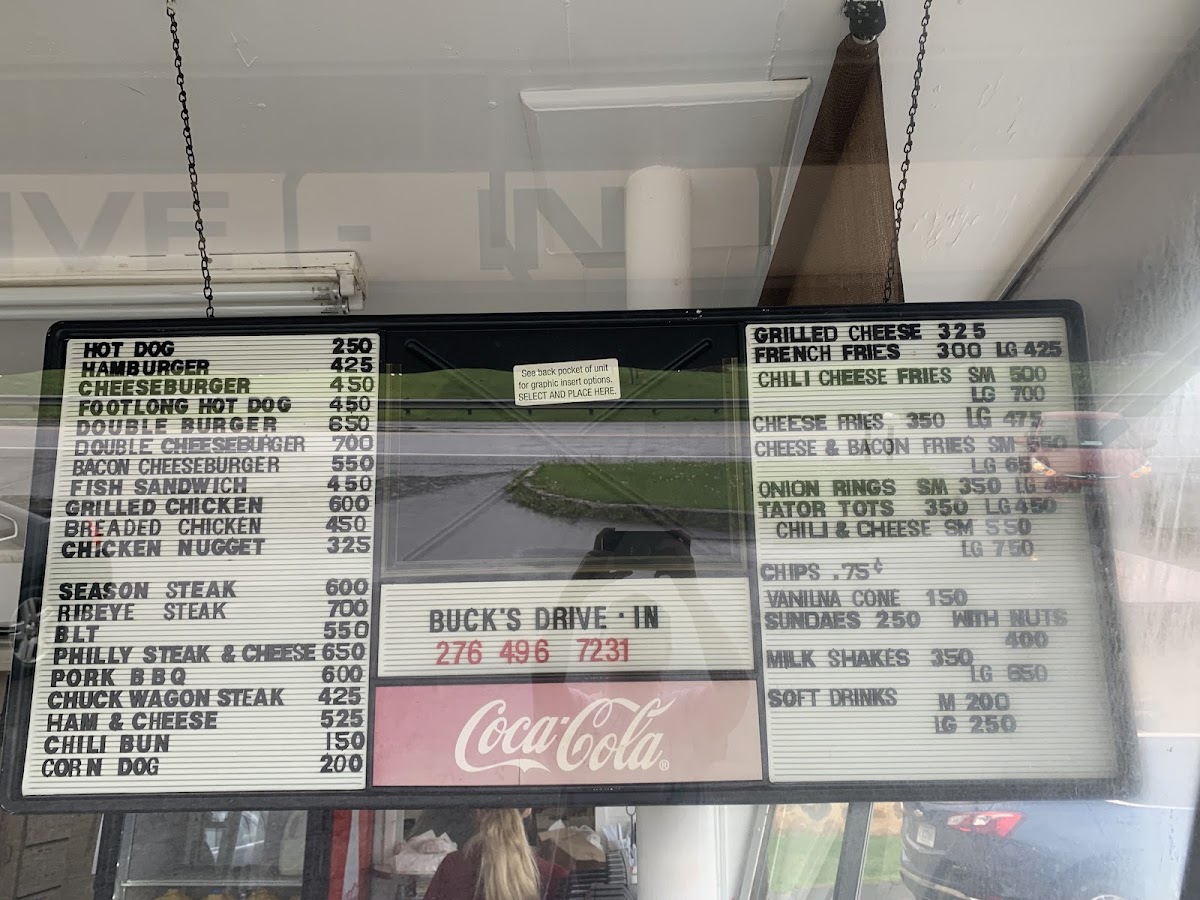 IVE - IN
HOT DOG 250
HAMBURGER 425
CHEESEBURGER 450
FOOTLONG HOT DOG 450
DOUBLE BURGER 650
DOUBLE CHEESEBURGER 700
BACON CHEESEBURGER 550
FISH SANDWICH 450
GRILLED CHICKEN 600
BREADED CHICKEN 450
CHICKEN NUGGET 325
SEASON STEAK 600
RIBEYE STEAK 700
BLT 550
PHILLY STEAK & CHEESE 650
PORK BBQ 600
CHUCK WAGON STEAK 425
HAM & CHEESE 525
CHILI BUN 150
CORN DOG 200
See back pocket of unit
for graphic insert options.
SELECT AND PLACE HERE.
BUCK'S DRIVE-IN
276 496 7231
Coca-Cola®
GRILLED CHEESE 325
FRENCH FRIES 300 LG 425
CHILI CHEESE FRIES SM 500
LG 700
CHEESE FRIES 350 LG 475
CHEESE & BACON FRIES SM
LG
ONION RINGS SM 350 LG
TATOR TOTS 350 LG 450
CHILI & CHEESE SM 550
LG 750
CHIPS .75¢
VANILNA CONE 150
SUNDAES 250 WITH NUTS
400
MILK SHAKES 350
LG 650
SOFT DRINKS M 200
LG 250